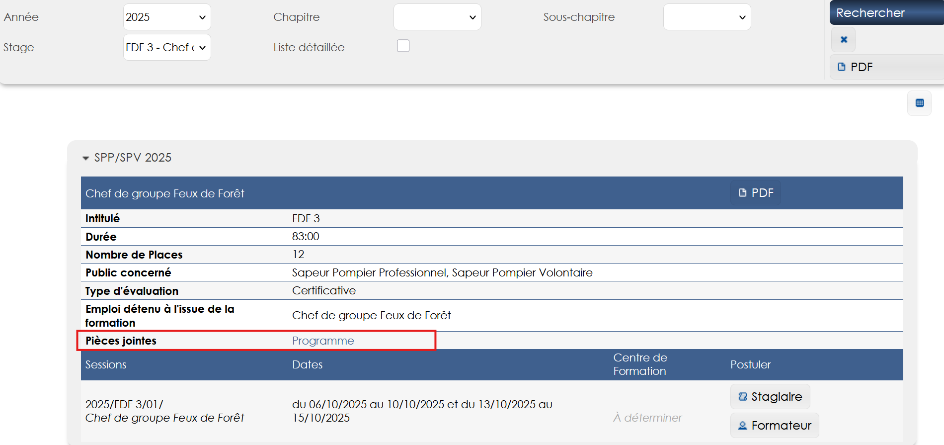 Année 2025 Chapitre Sous-chapitre Rechercher
Stage FDF 3 - Chef Liste détaillée
PDF
SPP/SPV 2025
Chef de groupe Feux de Forêt PDF
Intitulé FDF 3
Durée 83:00
Nombre de Places 12
Public concerné Sapeur Pompier Professionnel, Sapeur Pompier Volontaire
Type d'évaluation Certificative
Emploi détenu à l'issue de la
formation
Chef de groupe Feux de Forêt
Pièces jointes Programme
Sessions Dates Centre de
Formation Postuler
2025/FDF 3/01/
Chef de groupe Feux de Forêt
du 06/10/2025 au 10/10/2025 et du 13/10/2025 au
15/10/2025
À déterminer
Stagiaire
Formateur